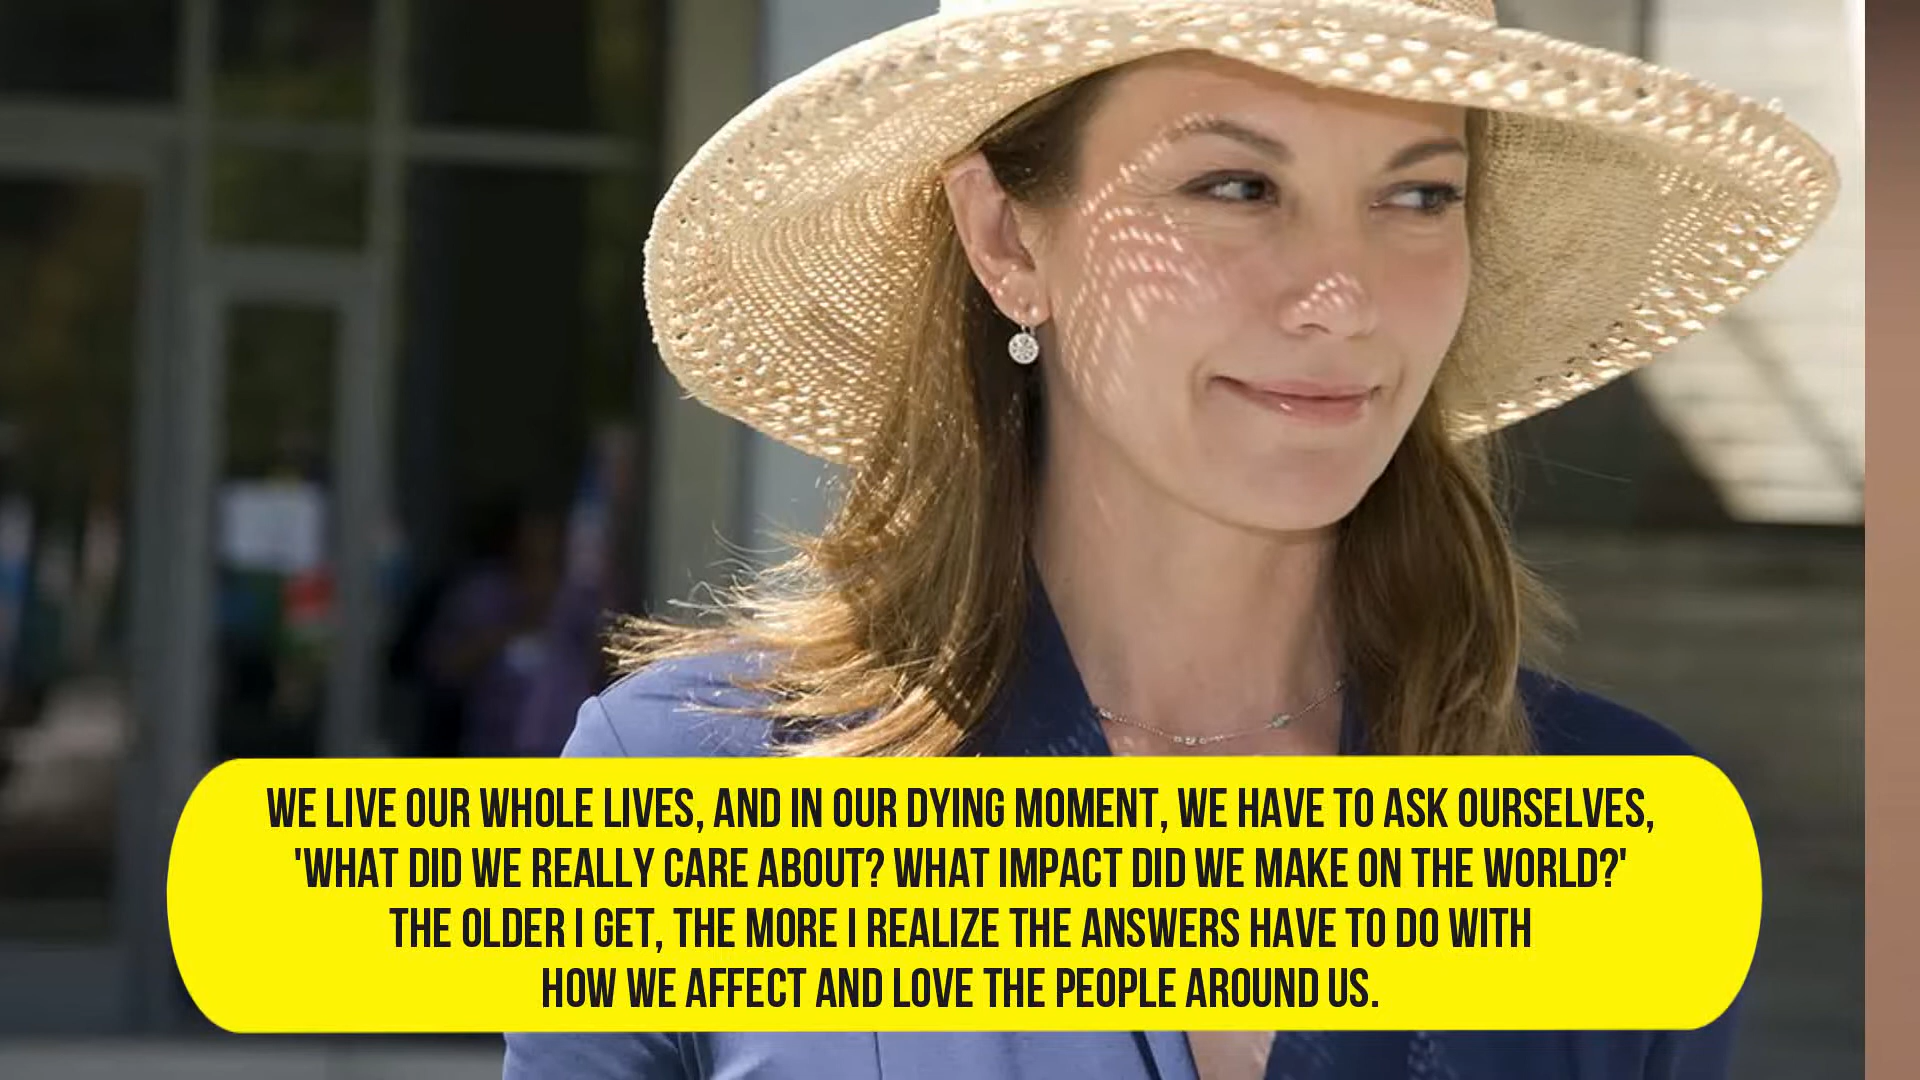 WE LIVE OUR WHOLE LIVES, AND IN OUR DYING MOMENT, WE HAVE TO ASK OURSELVES,
'WHAT DID WE REALLY CARE ABOUT? WHAT IMPACT DID WE MAKE ON THE WORLD?'
THE OLDER I GET, THE MORE I REALIZE THE ANSWERS HAVE TO DO WITH
HOW WE AFFECT AND LOVE THE PEOPLE AROUND US.